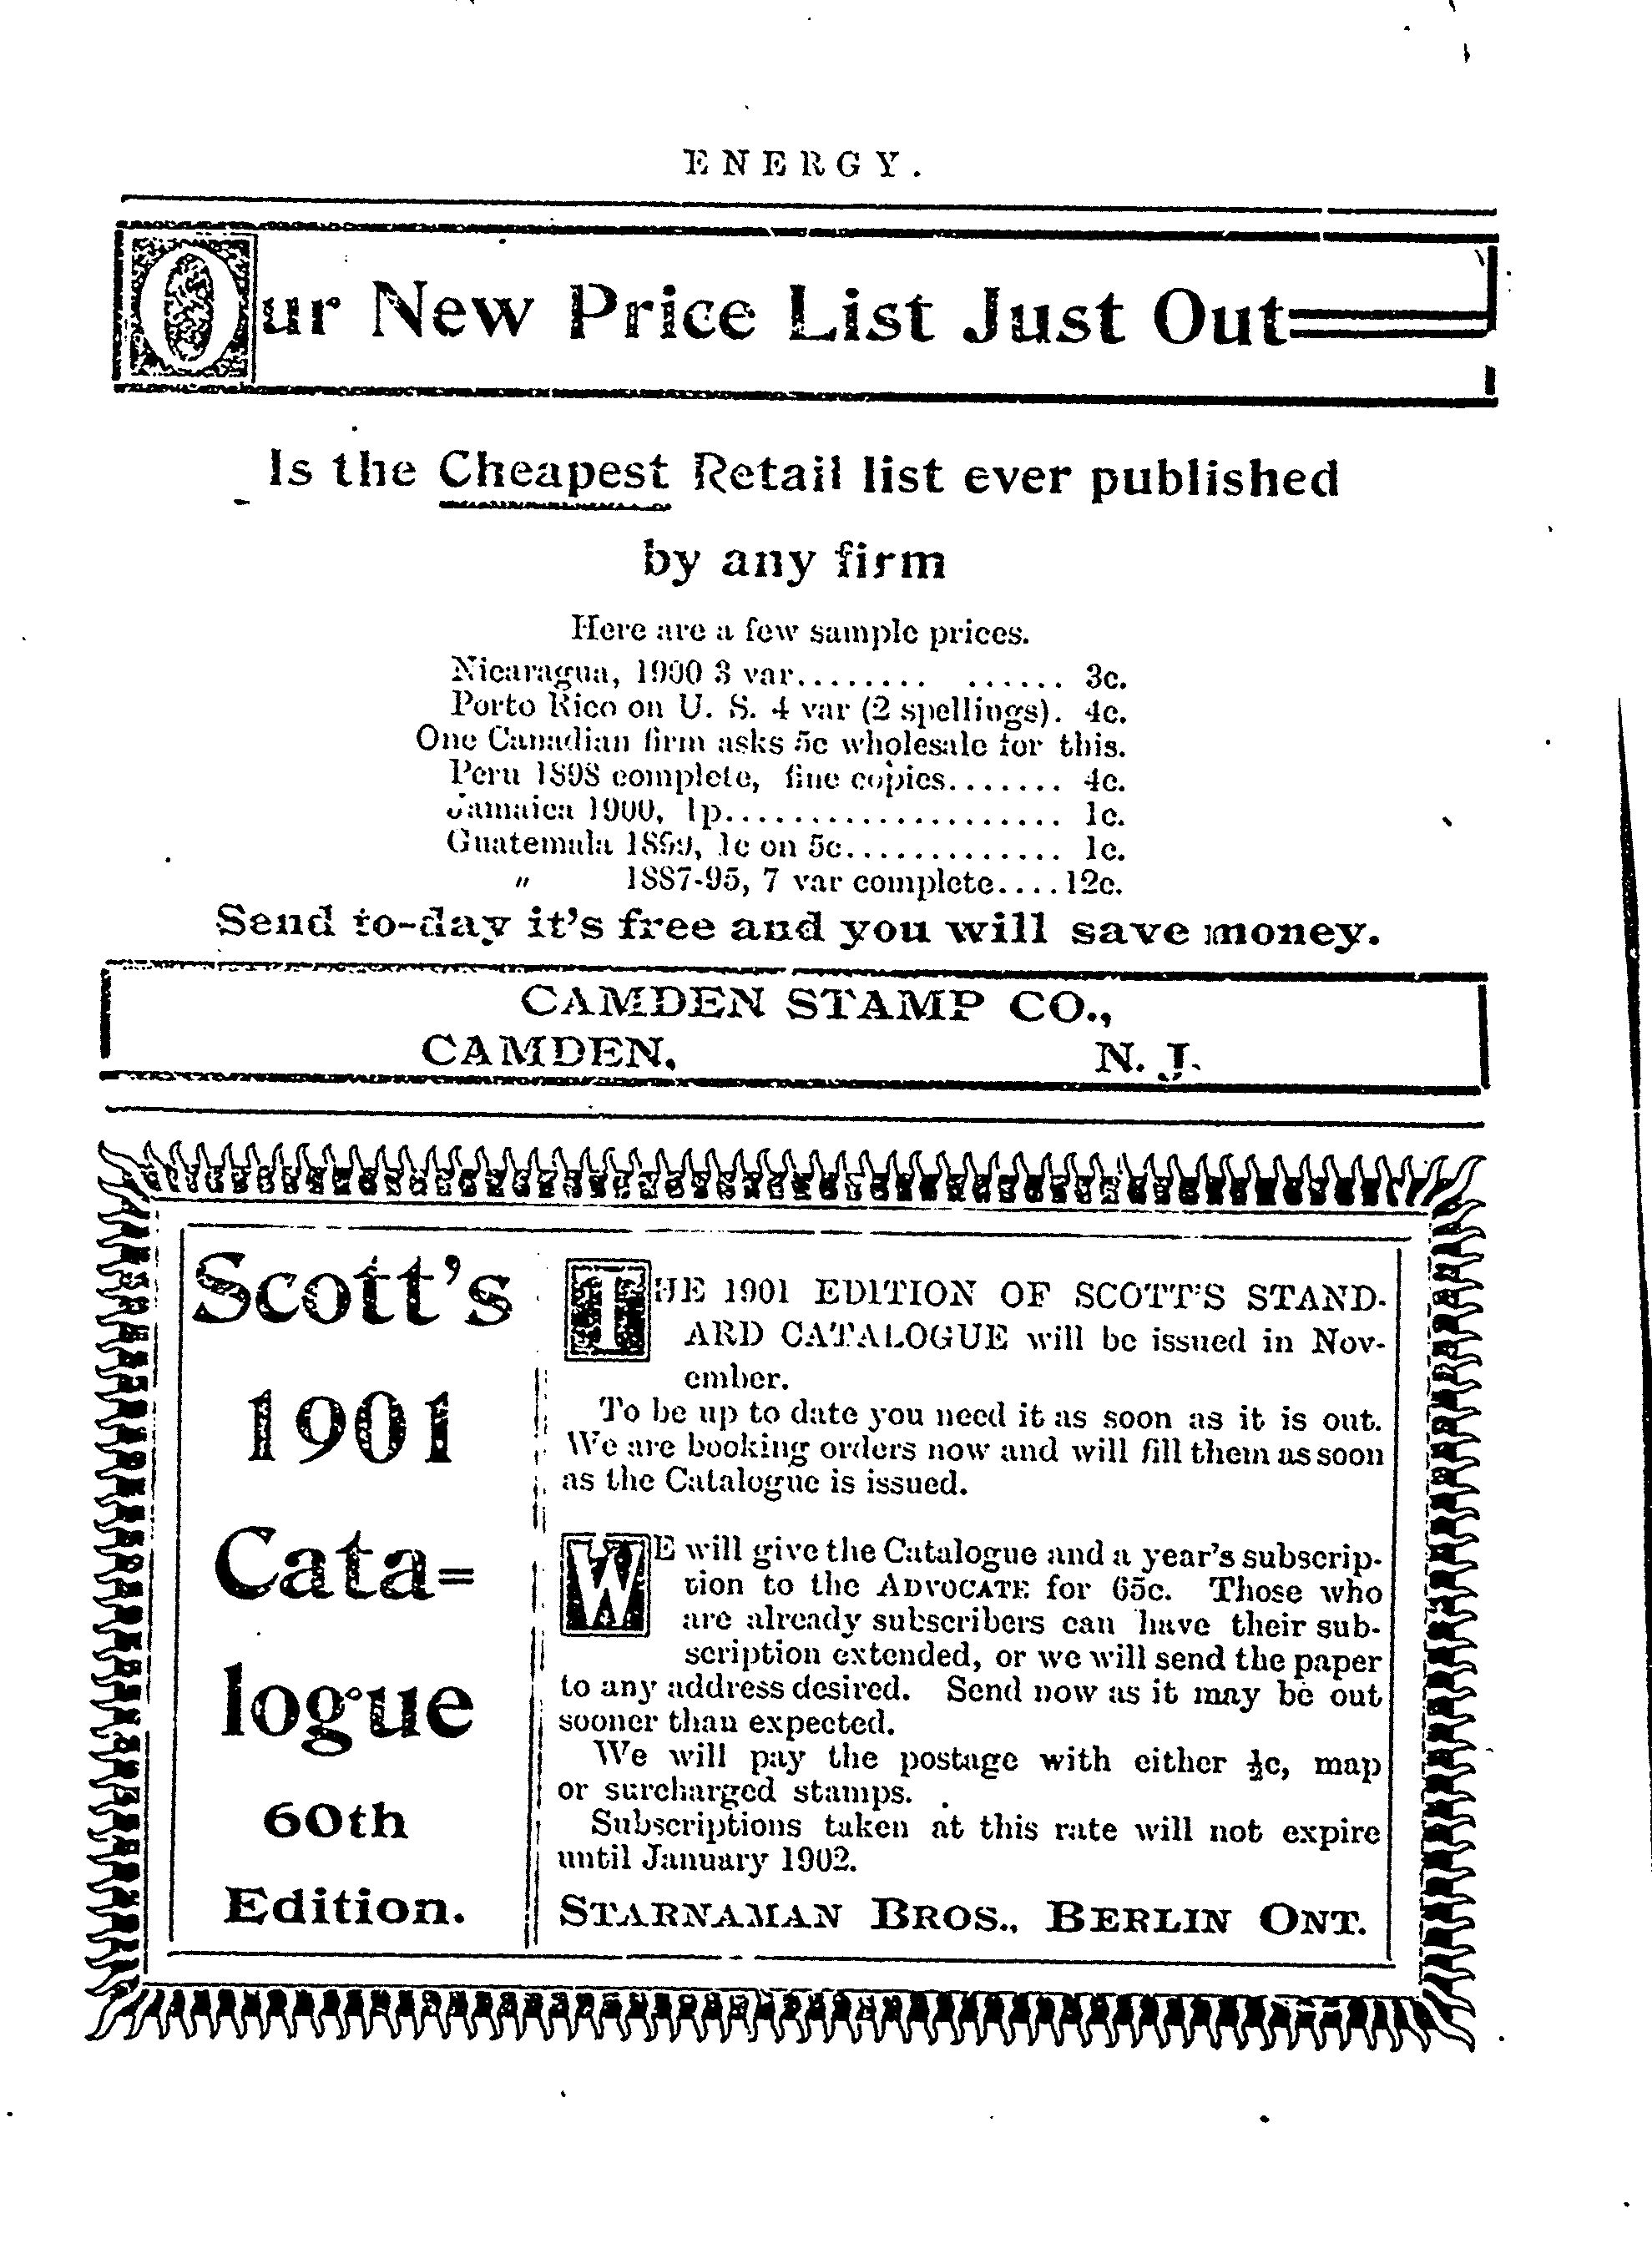 ENERGY.
Our New Price List Just Out
Is the Cheapest Retail list ever published
by any firm
Here are a few sample prices.
Nicaragua, 1900 3 var........ ...... 3c.
Porto Rico on U. S. 4 var (2 spellings). 4c.
One Canadian firm asks 5c wholesale for this.
Peru 1898 complete, fine copies....... 4c.
Jamaica 1900, 1p.................... 1c.
Guatemala 1899, 1c on 5c............. 1c.
" 1887-95, 7 var complete....12c.
Send to-day it's free and you will save money.
CAMDEN STAMP CO.,
CAMDEN, N. J.
Scott's
1901
Cata=
logue
60th
Edition.
THE 1901 EDITION OF SCOTT'S STAND-
ARD CATALOGUE will be issued in Nov-
ember.
To be up to date you need it as soon as it is out.
We are booking orders now and will fill them as soon
as the Catalogue is issued.
WE will give the Catalogue and a year's subscrip-
tion to the ADVOCATE for 65c. Those who
are already subscribers can have their sub-
scription extended, or we will send the paper
to any address desired. Send now as it may be out
sooner than expected.
We will pay the postage with either ½c, map
or surcharged stamps.
Subscriptions taken at this rate will not expire
until January 1902.
STARNAMAN BROS., BERLIN ONT.